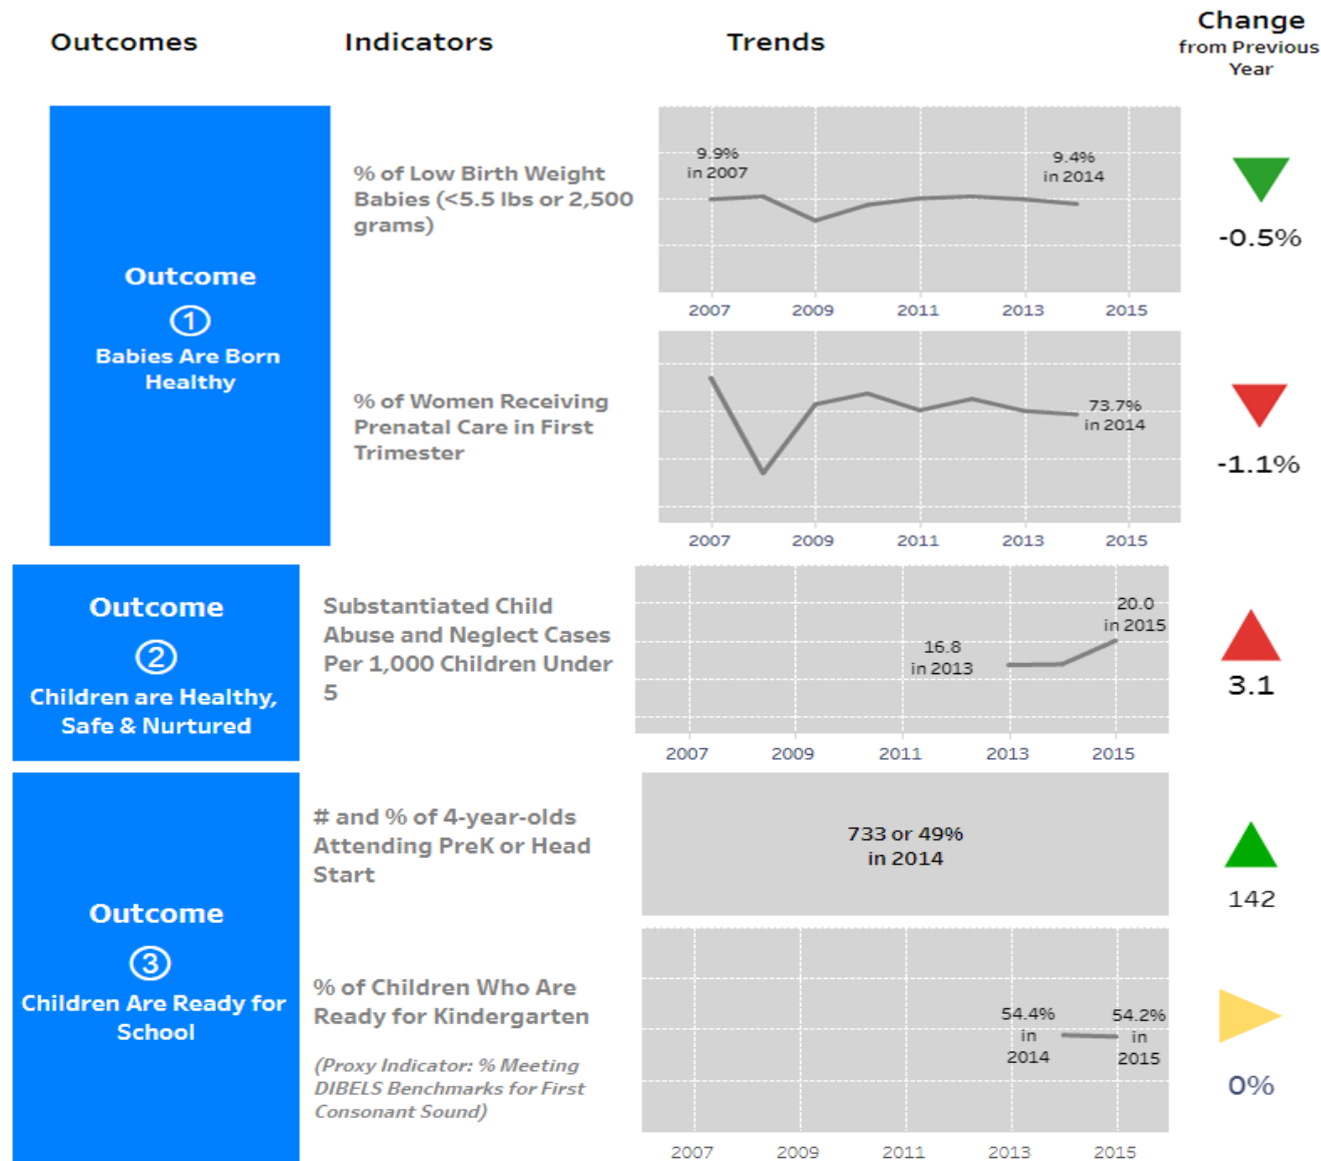 Outcomes
Indicators
Trends
Change
from Previous
Year
Outcome
1
Babies Are Born
Healthy
% of Low Birth Weight
Babies (<5.5 lbs or 2,500
grams)
9.9%
in 2007
9.4%
in 2014
2007 2009 2011 2013 2015
-0.5%
% of Women Receiving
Prenatal Care in First
Trimester
73.7%
in 2014
2007 2009 2011 2013 2015
-1.1%
Outcome
2
Children are Healthy,
Safe & Nurtured
Substantiated Child
Abuse and Neglect Cases
Per 1,000 Children Under
5
16.8
in 2013
20.0
in 2015
2007 2009 2011 2013 2015
3.1
Outcome
3
Children Are Ready for
School
# and % of 4-year-olds
Attending PreK or Head
Start
733 or 49%
in 2014
142
% of Children Who Are
Ready for Kindergarten
(Proxy Indicator: % Meeting
DIBELS Benchmarks for First
Consonant Sound)
54.4%
in
2014
54.2%
in
2015
2007 2009 2011 2013 2015
0%